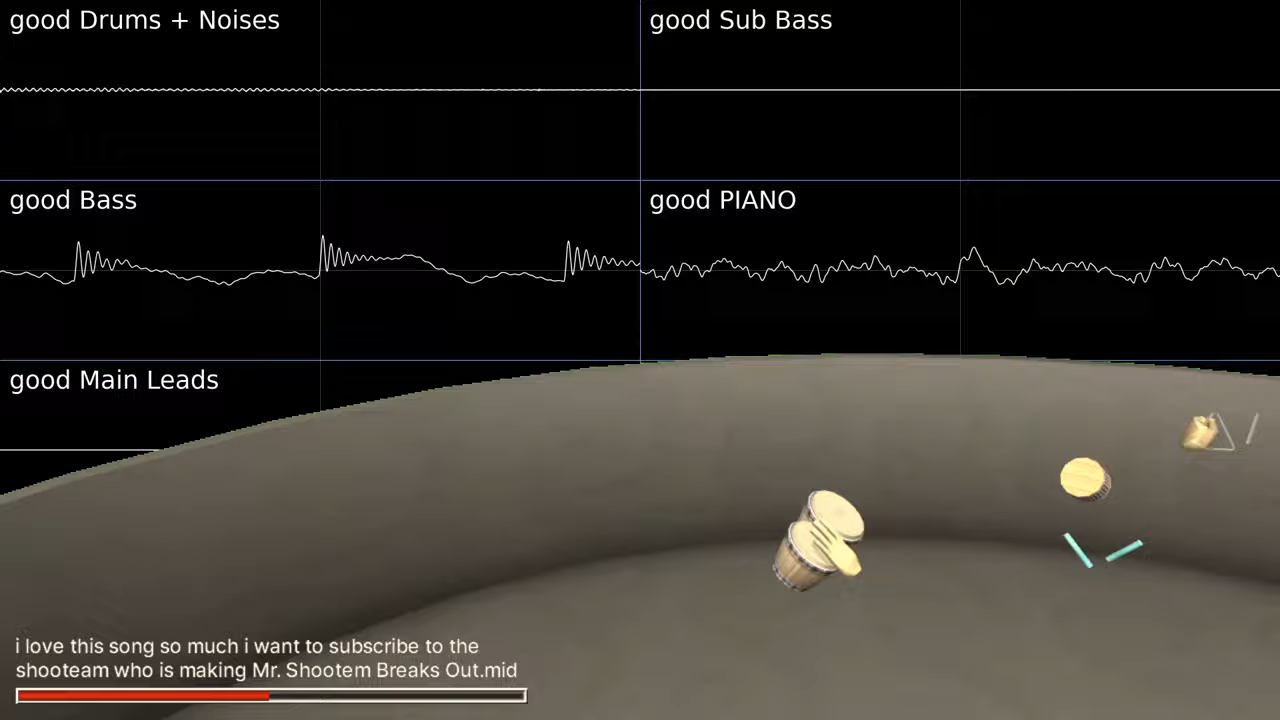 good Drums + Noises
good Sub Bass
good Bass
good PIANO
good Main Leads
i love this song so much i want to subscribe to the
shooteam who is making Mr. Shootem Breaks Out.mid